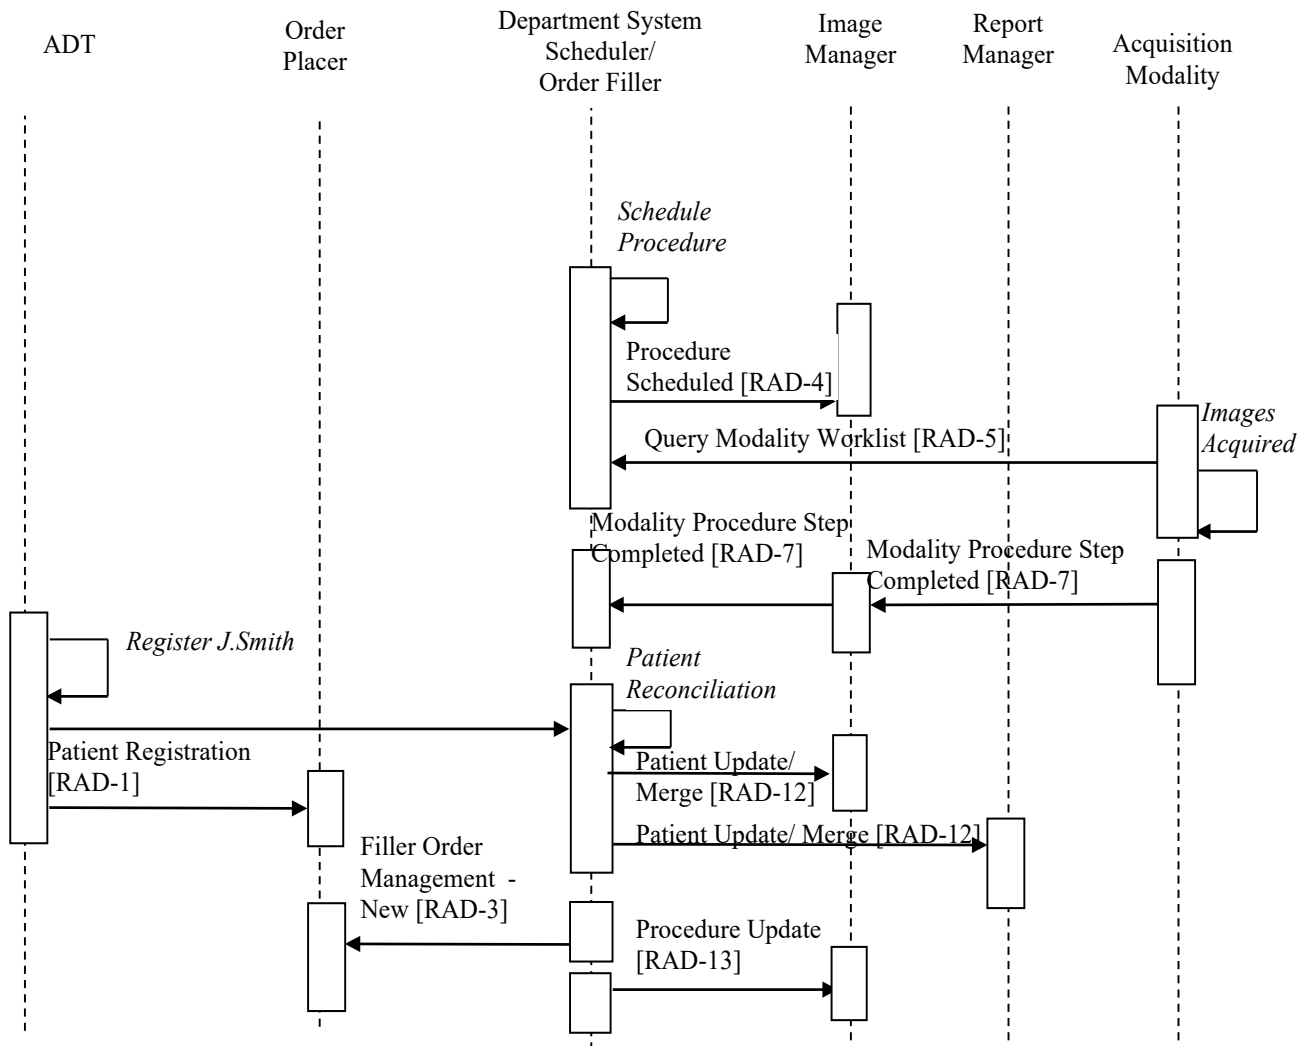 ADT
Order
Placer
Department System
Scheduler/
Order Filler
Image
Manager
Report
Manager
Acquisition
Modality
Schedule
Procedure
Procedure
Scheduled [RAD-4]
Images
Acquired
Query Modality Worklist [RAD-5]
Modality Procedure Step
Completed [RAD-7]
Modality Procedure Step
Completed [RAD-7]
Register J.Smith
Patient
Reconciliation
Patient Registration
[RAD-1]
Patient Update/
Merge [RAD-12]
Patient Update/ Merge [RAD-12]
Filler Order
Management -
New [RAD-3]
Procedure Update
[RAD-13]